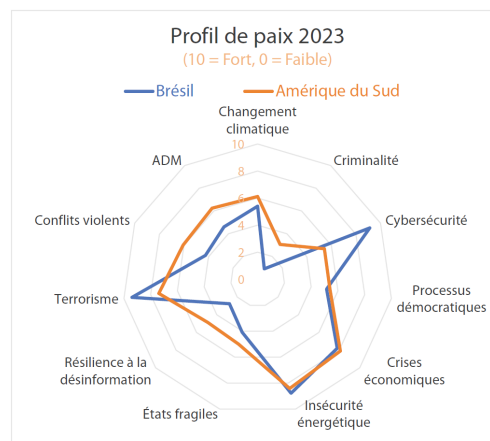 Profil de paix 2023
(10 = Fort, 0 = Faible)
Brésil
Amérique du Sud
Changement
climatique
10
8
6
4
2
0
Criminalité
Cybersécurité
Processus
démocratiques
Crises
économiques
Insécurité
énergétique
États fragiles
Résilience à la
désinformation
Terrorisme
Conflits violents
ADM